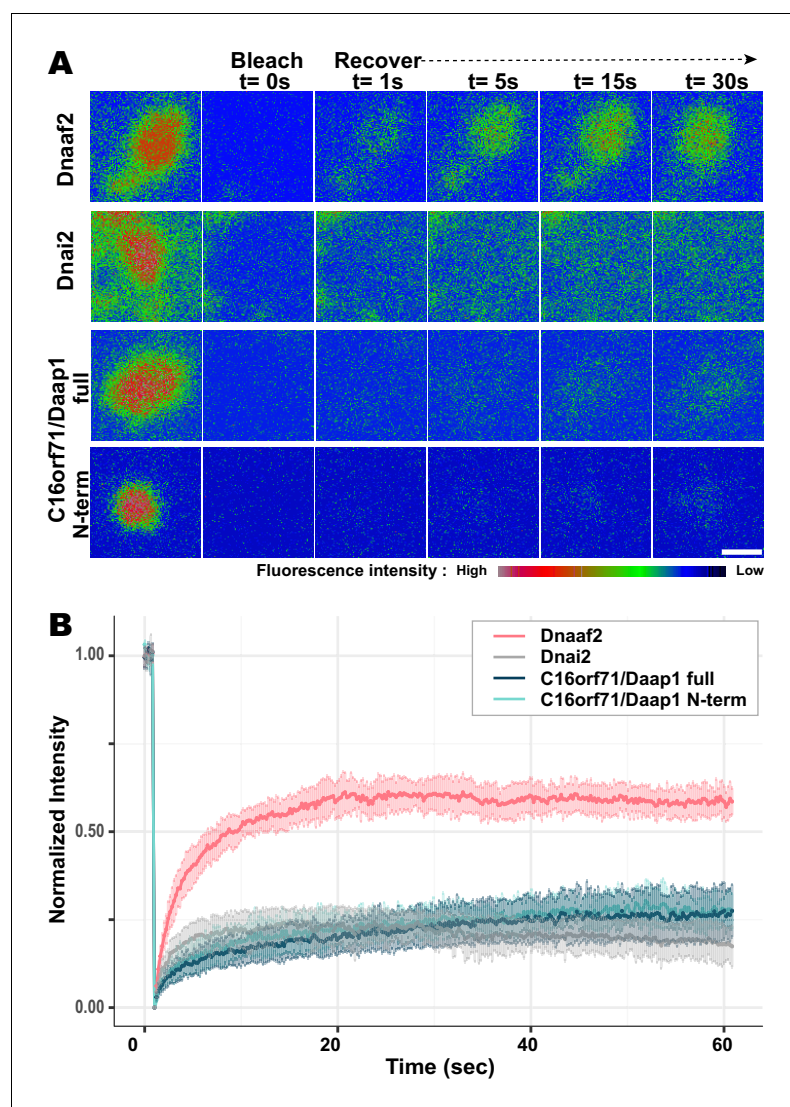 A
Bleach Recover
t= 0s t= 1s t= 5s t= 15s t= 30s
Dnaaf2
Dnai2
C16orf71/Daap1
full
N-term
Fluorescence intensity : High Low
B
Dnaaf2
Dnai2
C16orf71/Daap1 full
C16orf71/Daap1 N-term
Normalized Intensity
1.00
0.50
0.00
0 20 40 60
Time (sec)